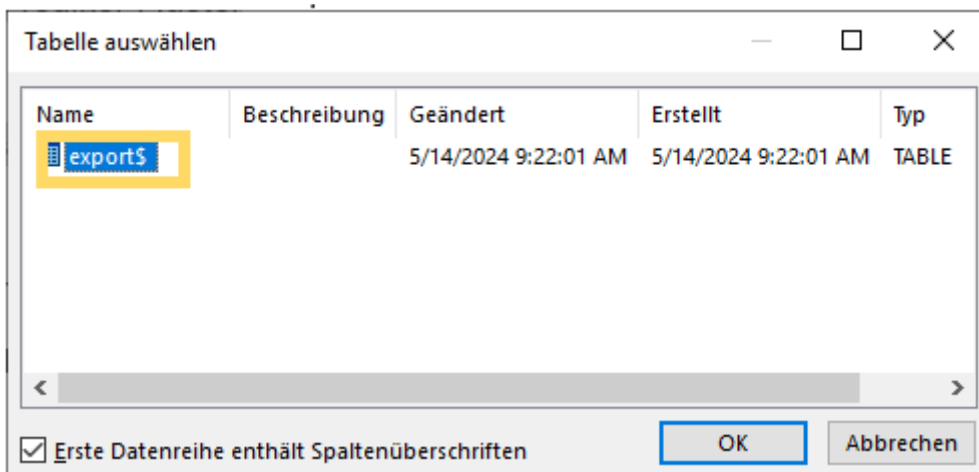 Tabelle auswählen
Name Beschreibung Geändert Erstellt Typ
export$ 5/14/2024 9:22:01 AM 5/14/2024 9:22:01 AM TABLE
Erste Datenreihe enthält Spaltenüberschriften OK Abbrechen